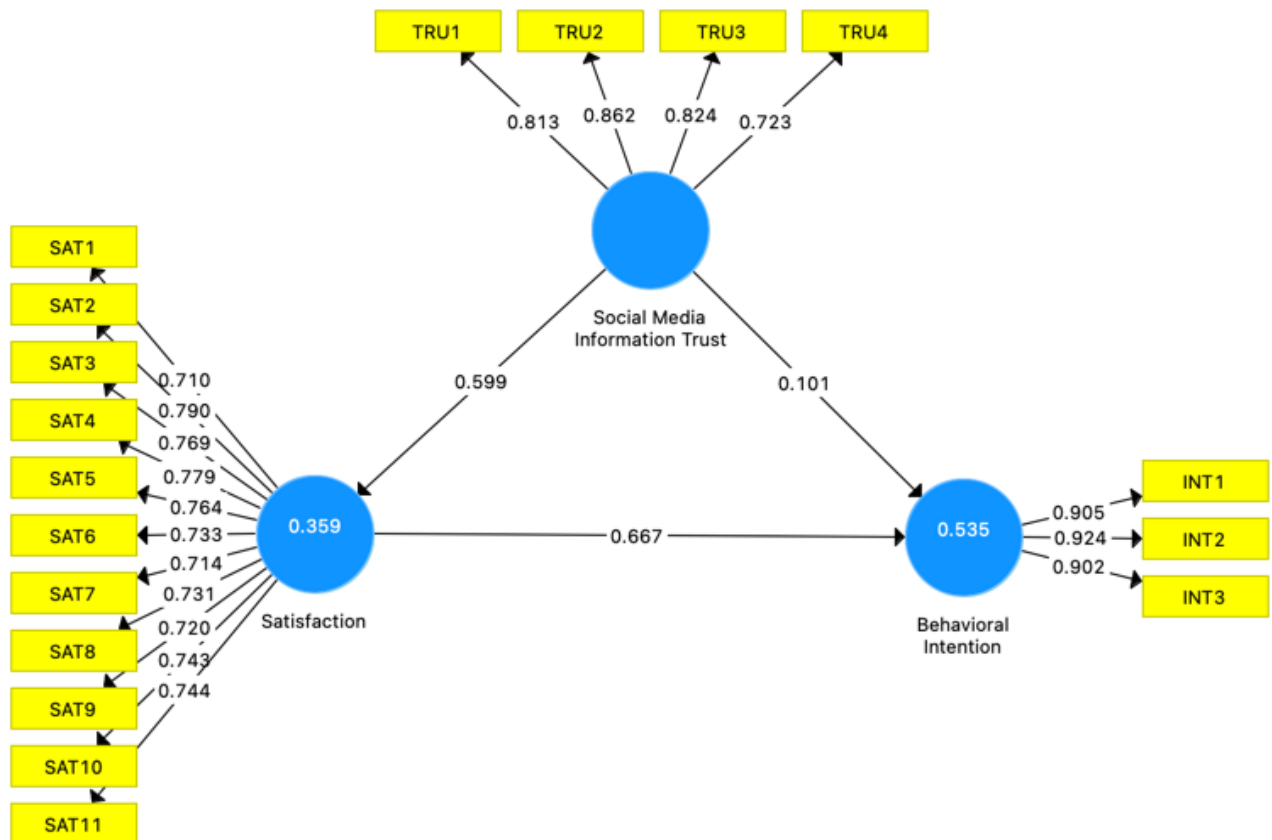 TRU1 TRU2 TRU3 TRU4
0.813 0.862 0.824 0.723
Social Media
Information Trust
0.599 0.101
SAT1
SAT2
SAT3
SAT4
SAT5
SAT6
SAT7
SAT8
SAT9
SAT10
SAT11
0.710
0.790
0.769
0.779
0.764
0.733
0.714
0.731
0.720
0.743
0.744
0.359
Satisfaction
0.667
0.535
Behavioral
Intention
0.905
0.924
0.902
INT1
INT2
INT3